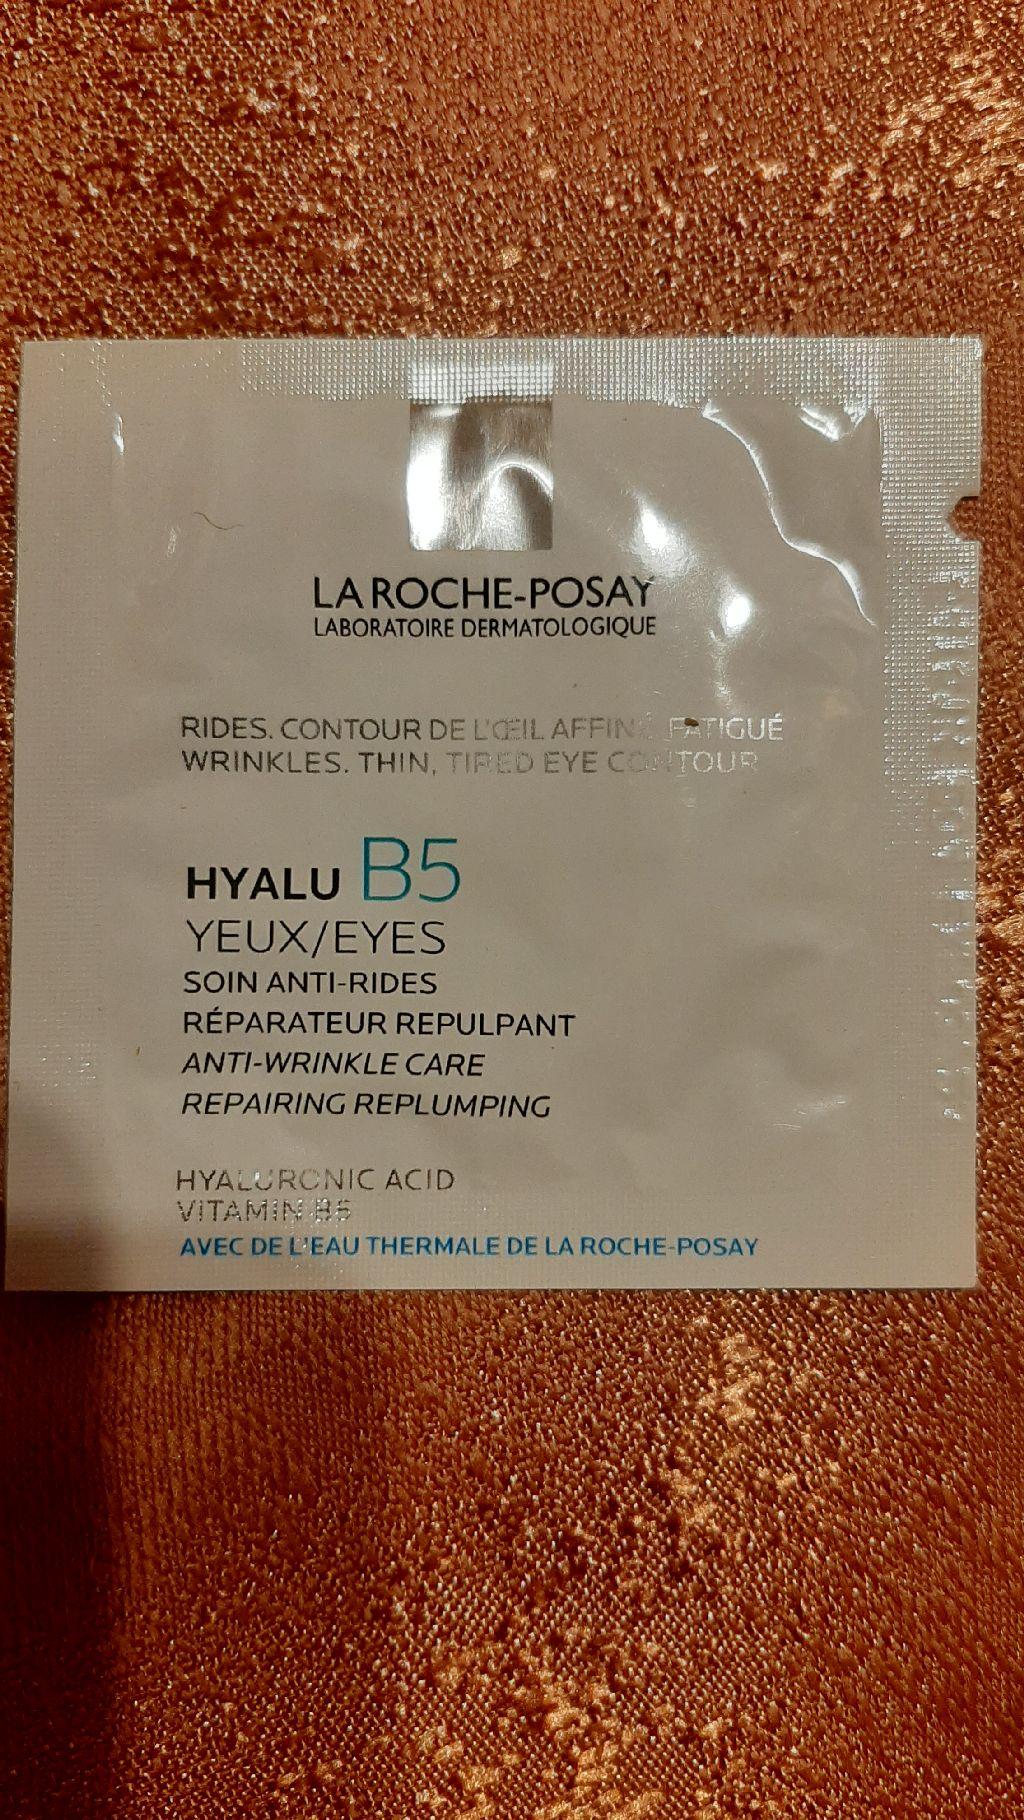 LA ROCHE-POSAY
LABORATOIRE DERMATOLOGIQUE
RIDES. CONTOUR DE L'ŒIL AFFINÉ, FATIGUÉ
WRINKLES. THIN, TIRED EYE CONTOUR
HYALU B5
YEUX/EYES
SOIN ANTI-RIDES
RÉPARATEUR REPULPANT
ANTI-WRINKLE CARE
REPAIRING REPLUMPING
HYALURONIC ACID
VITAMIN B5
AVEC DE L'EAU THERMALE DE LA ROCHE-POSAY